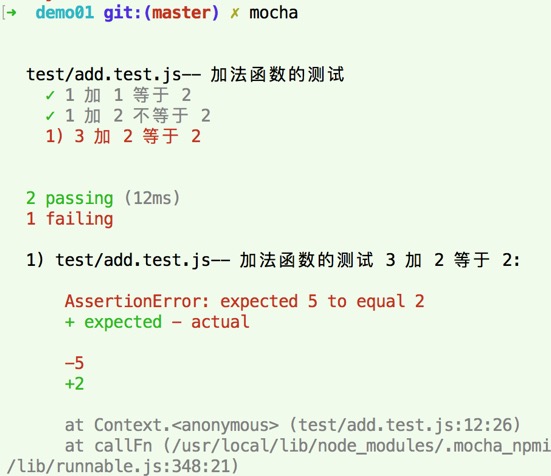 ➜ demo01 git:(master) ✗ mocha
test/add.test.js—— 加法函数的测试
✓ 1 加 1 等于 2
✓ 1 加 2 不等于 2
1) 3 加 2 等于 2
2 passing (12ms)
1 failing
1) test/add.test.js—— 加法函数的测试 3 加 2 等于 2:
AssertionError: expected 5 to equal 2
+ expected - actual
-5
+2
at Context.<anonymous> (test/add.test.js:12:26)
at callFn (/usr/local/lib/node_modules/.mocha_npmi
/lib/runnable.js:348:21)